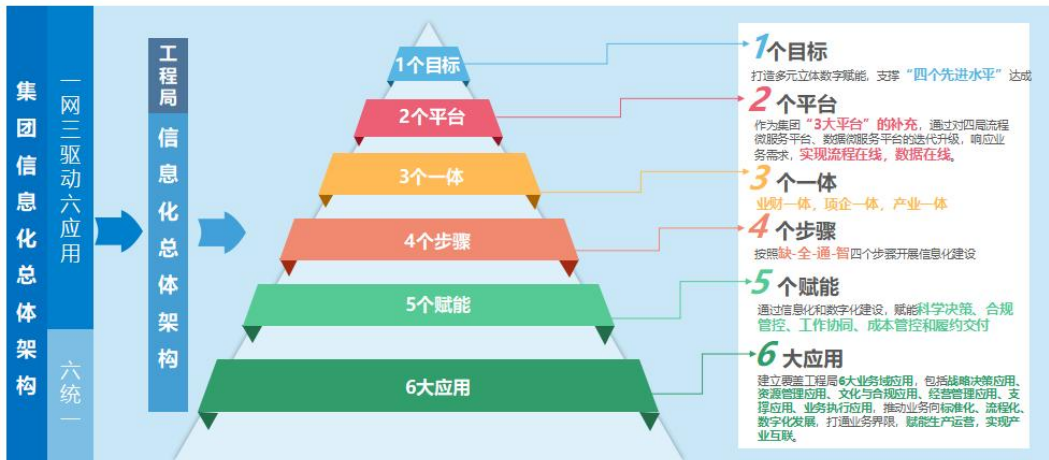 集团信息化总体架构
一网三驱动六应用
六统一
工程局
信息化总体架构
1个目标
2个平台
3个一体
4个步骤
5个赋能
6大应用
1个目标
打造多元立体数字赋能，支撑“四个先进水平”达成
2个平台
作为集团“3大平台”的补充，通过对四局流程
微服务平台、数据微服务平台的迭代升级，响应业
务需求，实现流程在线，数据在线。
3个一体
业财一体，项企一体，产业一体
4个步骤
按照缺-全-通-智四个步骤开展信息化建设
5个赋能
通过信息化和数字化建设，赋能科学决策、合规
管控、工作协同、成本管控和履约交付
6大应用
建立覆盖工程局6大业务域应用，包括战略决策应用、
资源管理应用、文化与合规应用、经营管理应用、支
撑应用、业务执行应用，推动业务向标准化、流程化、
数字化发展，打通业务界限，赋能生产运营，实现产
业互联。